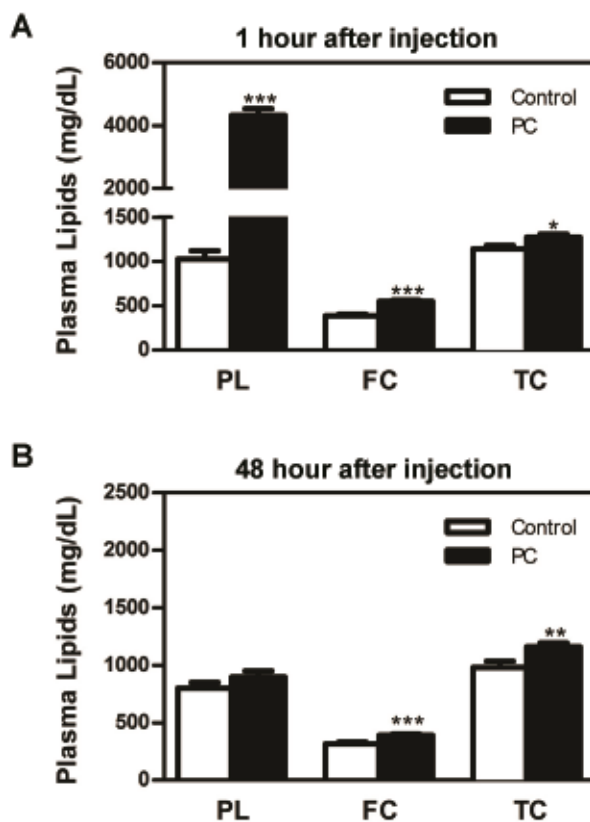 A
1 hour after injection
Plasma Lipids (mg/dL)
6000
4000
2000
1500
1000
500
0
Control
PC
***
***
*
PL FC TC
B
48 hour after injection
Plasma Lipids (mg/dL)
2500
2000
1500
1000
500
0
Control
PC
***
**
PL FC TC